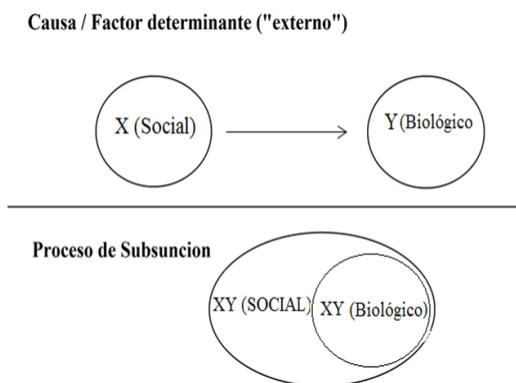 Causa / Factor determinante ("externo")
X (Social)
Y (Biológico
Proceso de Subsuncion
XY (SOCIAL)
XY (Biológico)